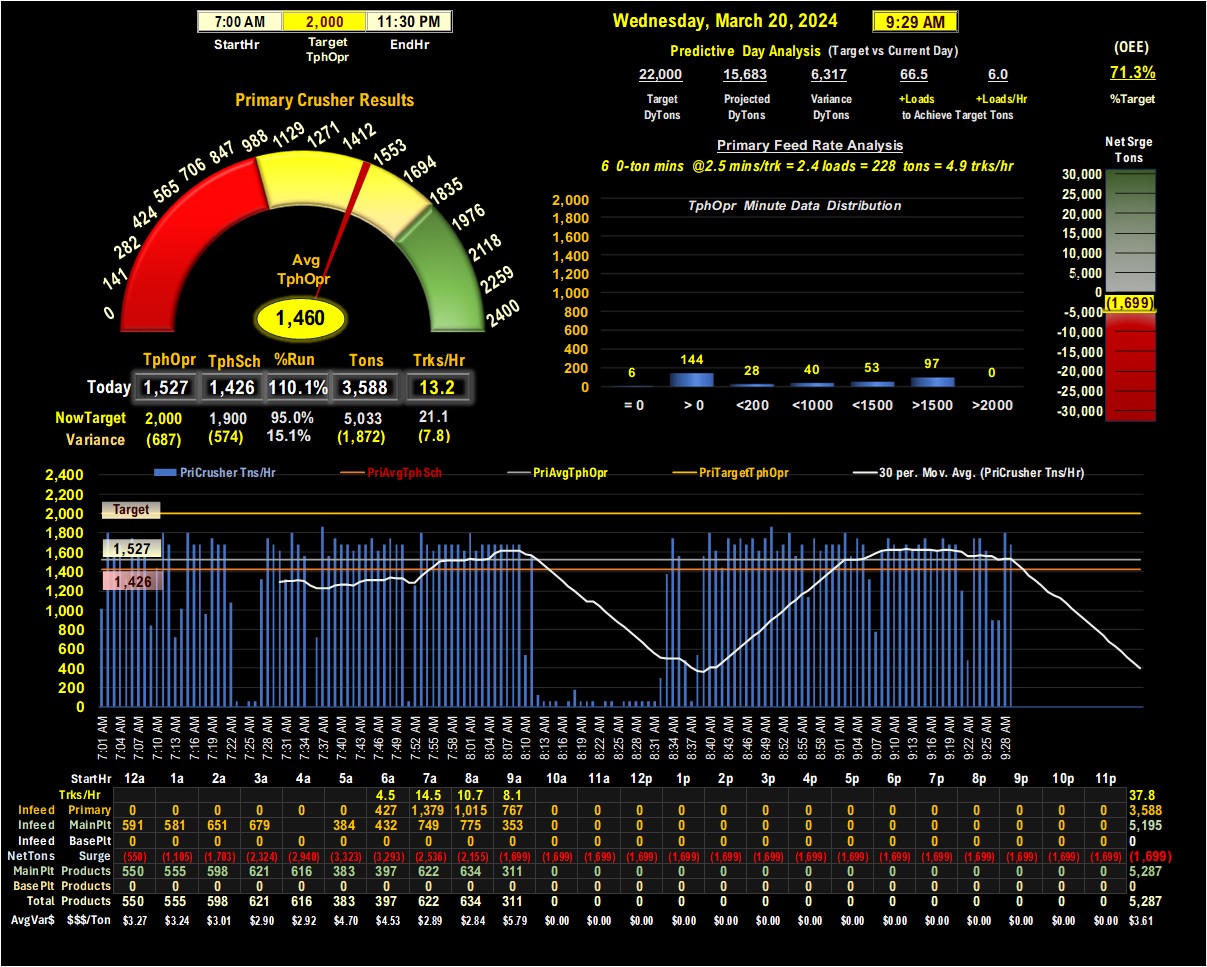 7:00 AM 2,000 11:30 PM
StartHr Target TphOpr EndHr
Wednesday, March 20, 2024 9:29 AM
Predictive Day Analysis (Target vs Current Day)
(OEE)
22,000 15,683 6,317 66.5 6.0
71.3%
Target Projected Variance +Loads +Loads/Hr
%Target
DyTons DyTons DyTons to Achieve Target Tons
Primary Crusher Results
0 141 282 424 565 706 847 988 1129 1271 1412 1553 1694 1835 1976 2118 2259 2400
Avg
TphOpr
1,460
TphOpr TphSch %Run Tons Trks/Hr
Today 1,527 1,426 110.1% 3,588 13.2
NowTarget 2,000 1,900 95.0% 5,033 21.1
Variance (687) (574) 15.1% (1,872) (7.8)
Primary Feed Rate Analysis
6 0-ton mins @2.5 mins/trk = 2.4 loads = 228 tons = 4.9 trks/hr
TphOpr Minute Data Distribution
2,000
1,800
1,600
1,400
1,200
1,000
800
600
400
200
0
6 144 28 40 53 97 0
= 0 > 0 <200 <1000 <1500 >1500 >2000
Net Srge
Tons
30,000
25,000
20,000
15,000
10,000
5,000
0
(1,699)
-5,000
-10,000
-15,000
-20,000
-25,000
-30,000
PriCrusher Tns/Hr PriAvgTphSch PriAvgTphOpr PriTargetTphOpr 30 per. Mov. Avg. (PriCrusher Tns/Hr)
2,400
2,200
2,000
1,800
1,600
1,400
1,200
1,000
800
600
400
200
0
Target
1,527
1,426
7:01 AM 7:04 AM 7:07 AM 7:10 AM 7:13 AM 7:16 AM 7:19 AM 7:22 AM 7:25 AM 7:28 AM 7:31 AM 7:34 AM 7:37 AM 7:40 AM 7:43 AM 7:46 AM 7:49 AM 7:52 AM 7:55 AM 7:58 AM 8:01 AM 8:04 AM 8:07 AM 8:10 AM 8:13 AM 8:16 AM 8:19 AM 8:22 AM 8:25 AM 8:28 AM 8:31 AM 8:34 AM 8:37 AM 8:40 AM 8:43 AM 8:46 AM 8:49 AM 8:52 AM 8:55 AM 8:58 AM 9:01 AM 9:04 AM 9:07 AM 9:10 AM 9:13 AM 9:16 AM 9:19 AM 9:22 AM 9:25 AM 9:28 AM
StartHr 12a 1a 2a 3a 4a 5a 6a 7a 8a 9a 10a 11a 12p 1p 2p 3p 4p 5p 6p 7p 8p 9p 10p 11p
Trks/Hr 4.5 14.5 10.7 8.1 37.8
Infeed Primary 0 0 0 0 0 0 427 1,379 1,015 767 0 0 0 0 0 0 0 0 0 0 0 0 0 0 3,588
Infeed MainPlt 591 581 651 679 384 432 749 775 353 0 0 0 0 0 0 0 0 0 0 0 0 0 0 5,195
Infeed BasePlt 0 0 0 0 0 0 0 0 0 0 0 0 0 0 0 0 0 0 0 0 0 0 0 0 0
NetTons Surge (550) (1,105) (1,703) (2,324) (2,940) (3,323) (3,293) (2,536) (2,155) (1,699) (1,699) (1,699) (1,699) (1,699) (1,699) (1,699) (1,699) (1,699) (1,699) (1,699) (1,699) (1,699) (1,699) (1,699) (1,699)
MainPlt Products 550 555 598 621 616 383 397 622 634 311 0 0 0 0 0 0 0 0 0 0 0 0 0 0 5,287
BasePlt Products 0 0 0 0 0 0 0 0 0 0 0 0 0 0 0 0 0 0 0 0 0 0 0 0 0
Total Products 550 555 598 621 616 383 397 622 634 311 0 0 0 0 0 0 0 0 0 0 0 0 0 0 5,287
AvgVar$ $$$/Ton $3.27 $3.24 $3.01 $2.90 $2.92 $4.70 $4.53 $2.89 $2.84 $5.79 $0.00 $0.00 $0.00 $0.00 $0.00 $0.00 $0.00 $0.00 $0.00 $0.00 $0.00 $0.00 $0.00 $0.00 $3.61